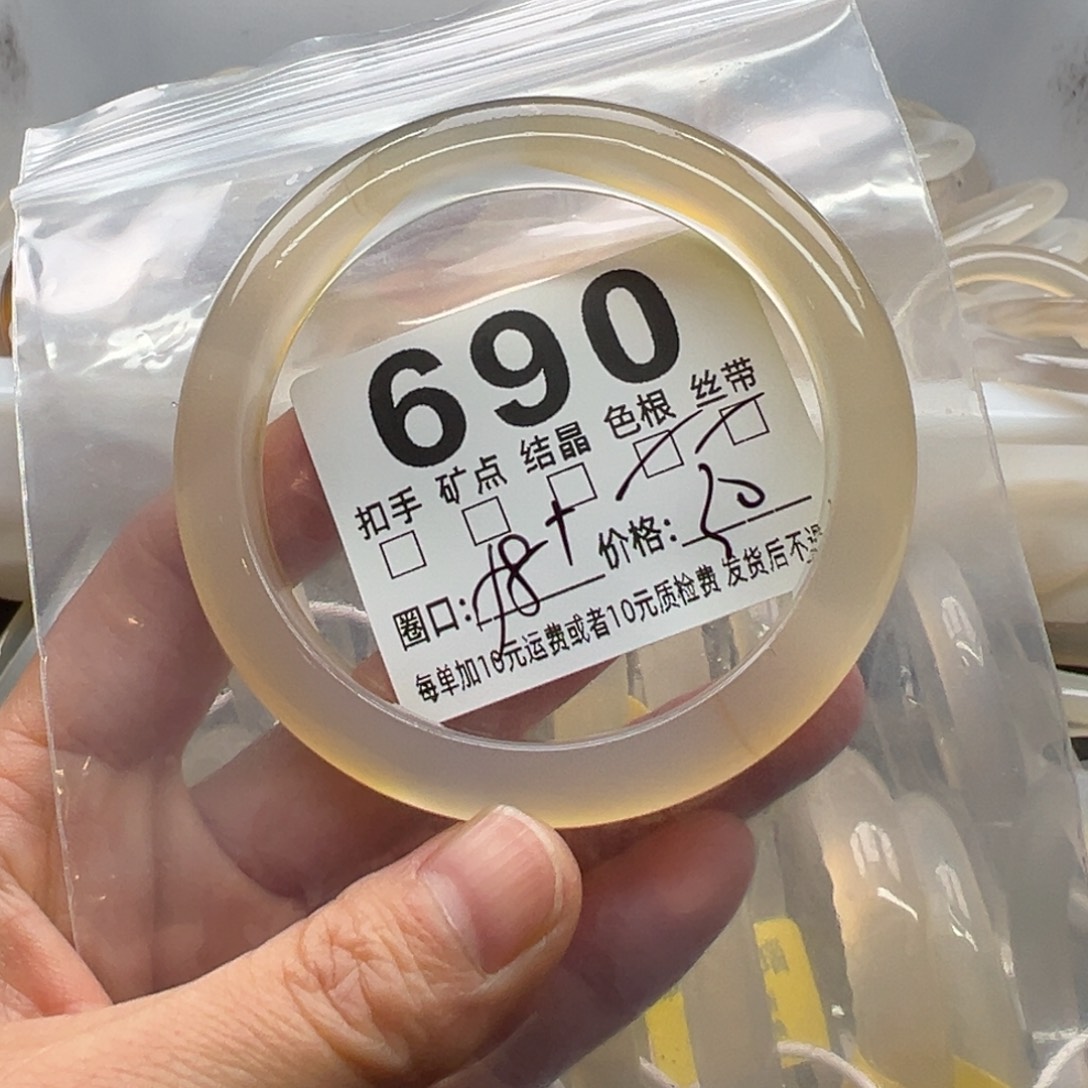 690
扣手 矿点 结晶 色根 丝带
圈口: 58+ 价格:
每单加10元运费或者10元质检费 发货后不退